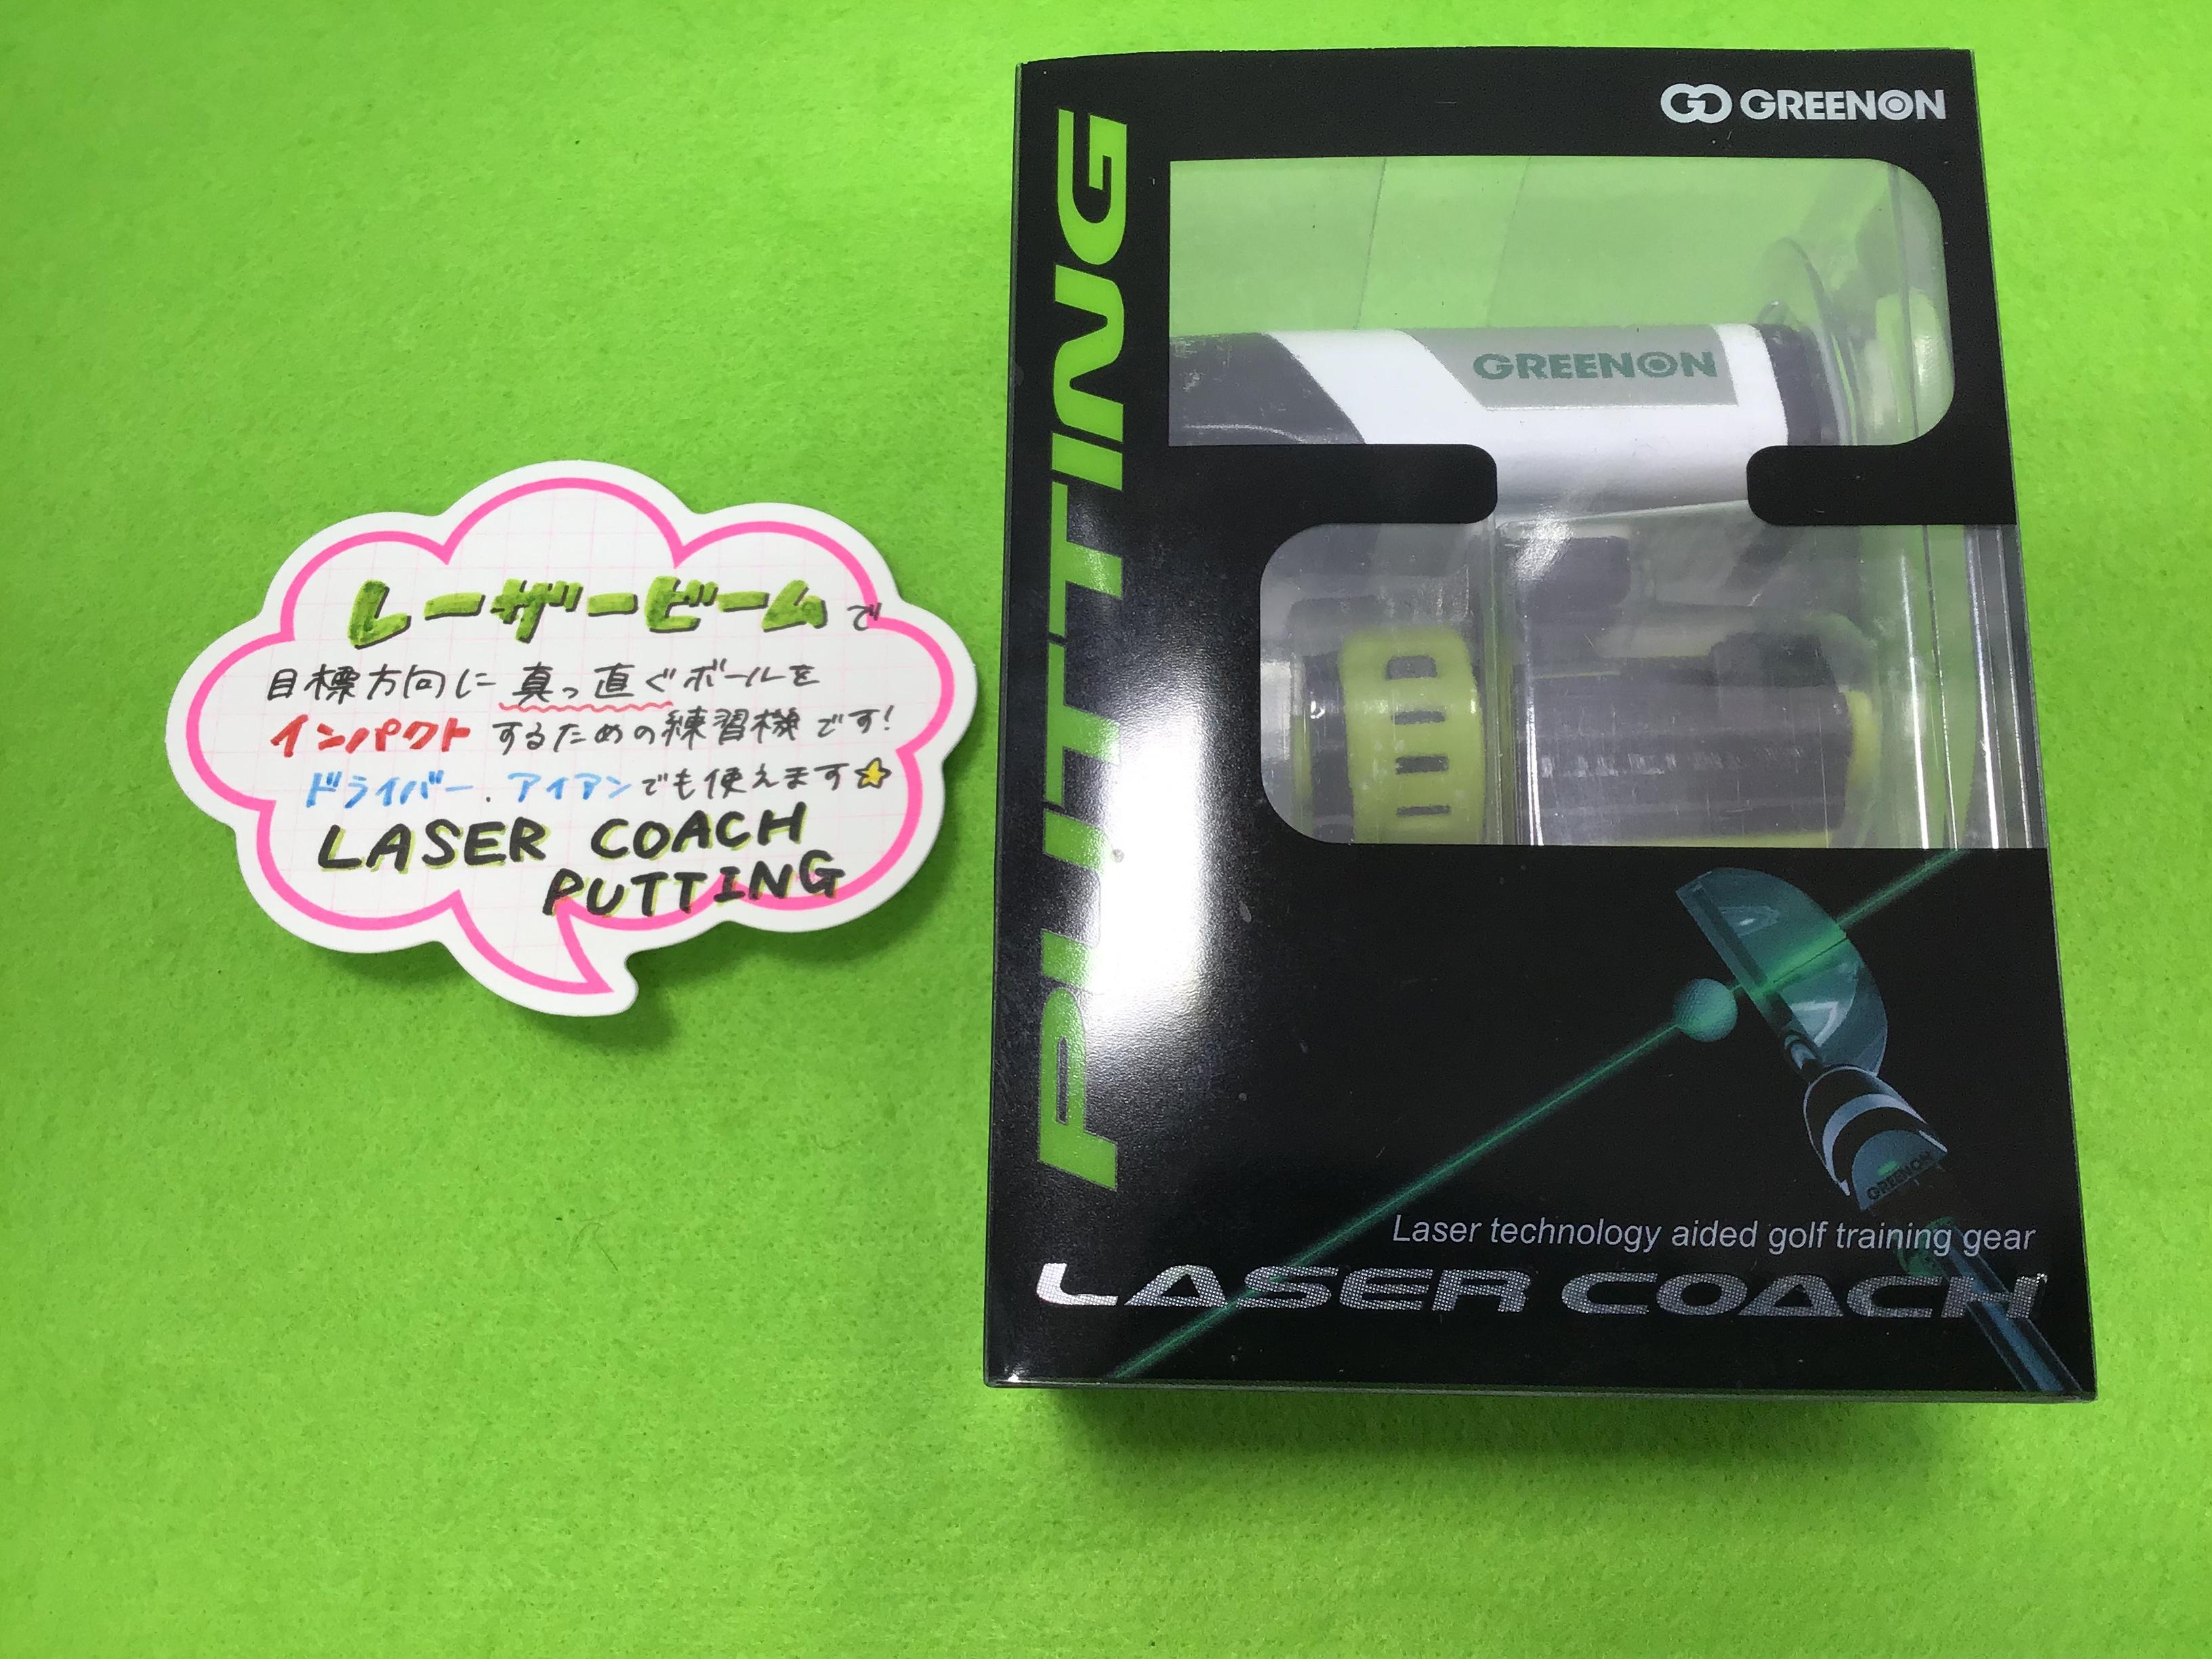 レーザービームで
目標方向に真っ直ぐボールを
インパクトするための練習機です!
ドライバー.アイアンでも使えます☆
LASER COACH
PUTTING
GREENON
PUTTING
GREENON
GREENON
Laser technology aided golf training gear
LASER COACH